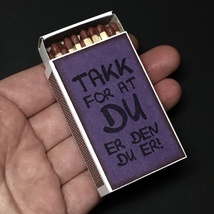 TAKK
FOR AT
DU
ER DEN
DU ER!